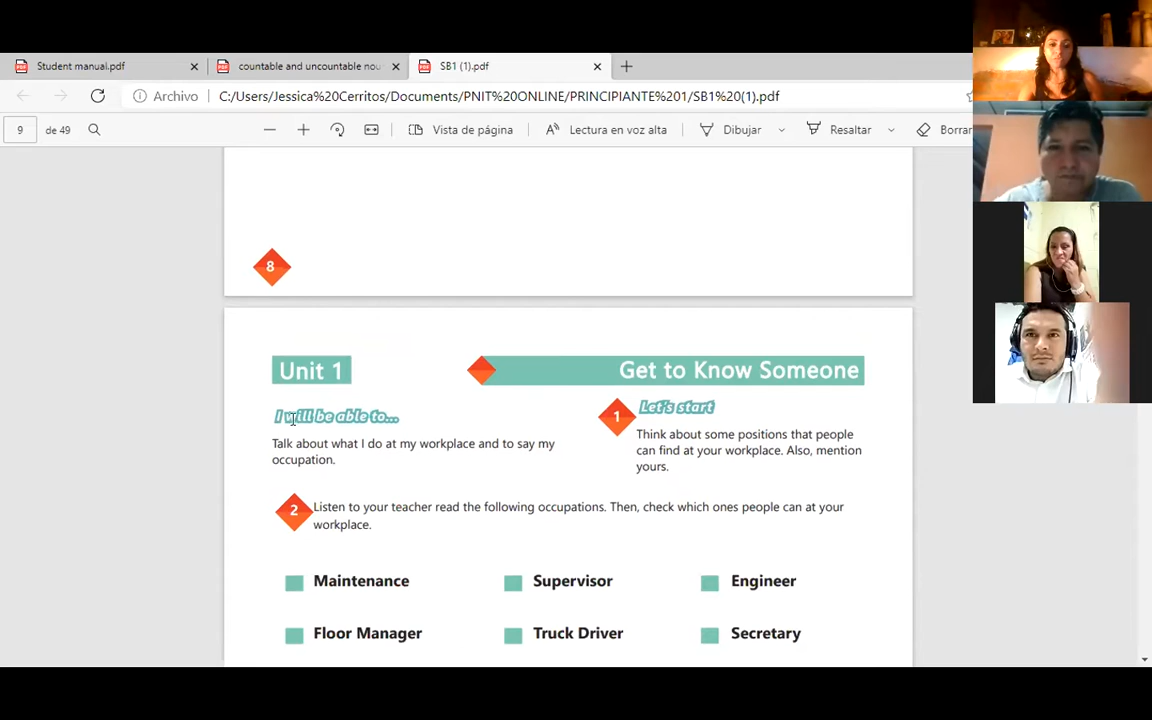 Student manual.pdf
countable and uncountable nou
SB1 (1).pdf
Archivo
C:/Users/Jessica%20Cerritos/Documents/PNIT%20ONLINE/PRINCIPIANTE%201/SB1%20(1).pdf
9
de 49
Vista de página
Lectura en voz alta
Dibujar
Resaltar
Borrar
8
Unit 1
Get to Know Someone
I will be able to...
Talk about what I do at my workplace and to say my
occupation.
1
Let's start
Think about some positions that people
can find at your workplace. Also, mention
yours.
2
Listen to your teacher read the following occupations. Then, check which ones people can at your
workplace.
Maintenance
Supervisor
Engineer
Floor Manager
Truck Driver
Secretary